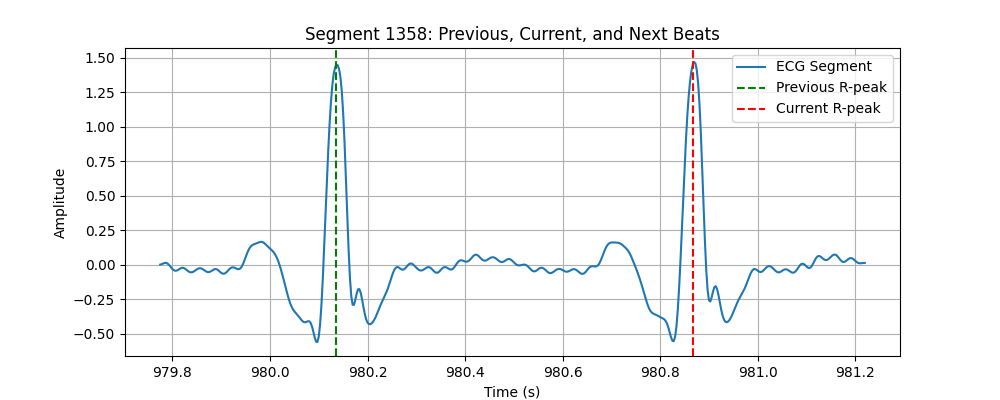 Segment 1358: Previous, Current, and Next Beats
1.50
1.25
1.00
0.75
0.50
0.25
0.00
−0.25
−0.50
Amplitude
ECG Segment
Previous R-peak
Current R-peak
979.8 980.0 980.2 980.4 980.6 980.8 981.0 981.2
Time (s)